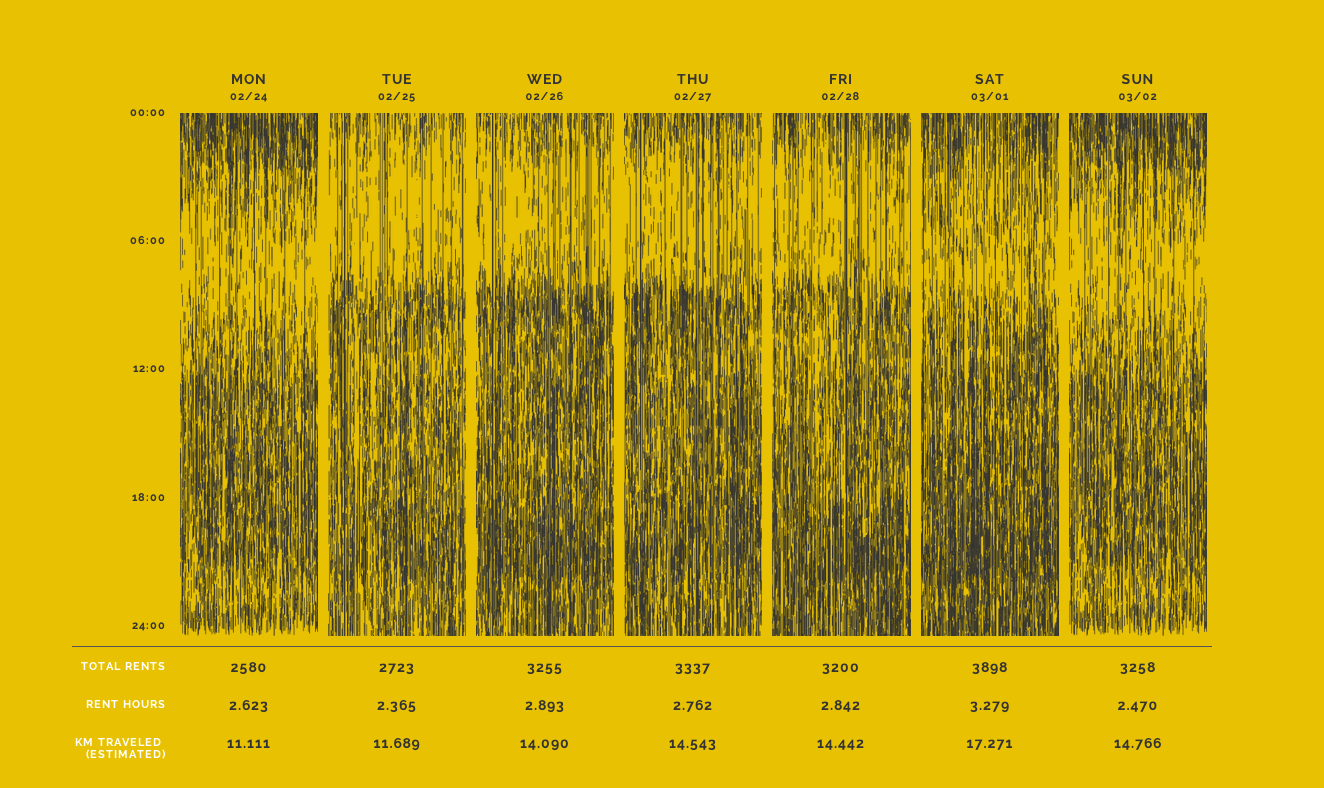 MON TUE WED THU FRI SAT SUN
02/24 02/25 02/26 02/27 02/28 03/01 03/02
00:00
06:00
12:00
18:00
24:00
TOTAL RENTS 2580 2723 3255 3337 3200 3898 3258
RENT HOURS 2.623 2.365 2.893 2.762 2.842 3.279 2.470
KM TRAVELED 11.111 11.689 14.090 14.543 14.442 17.271 14.766
(ESTIMATED)